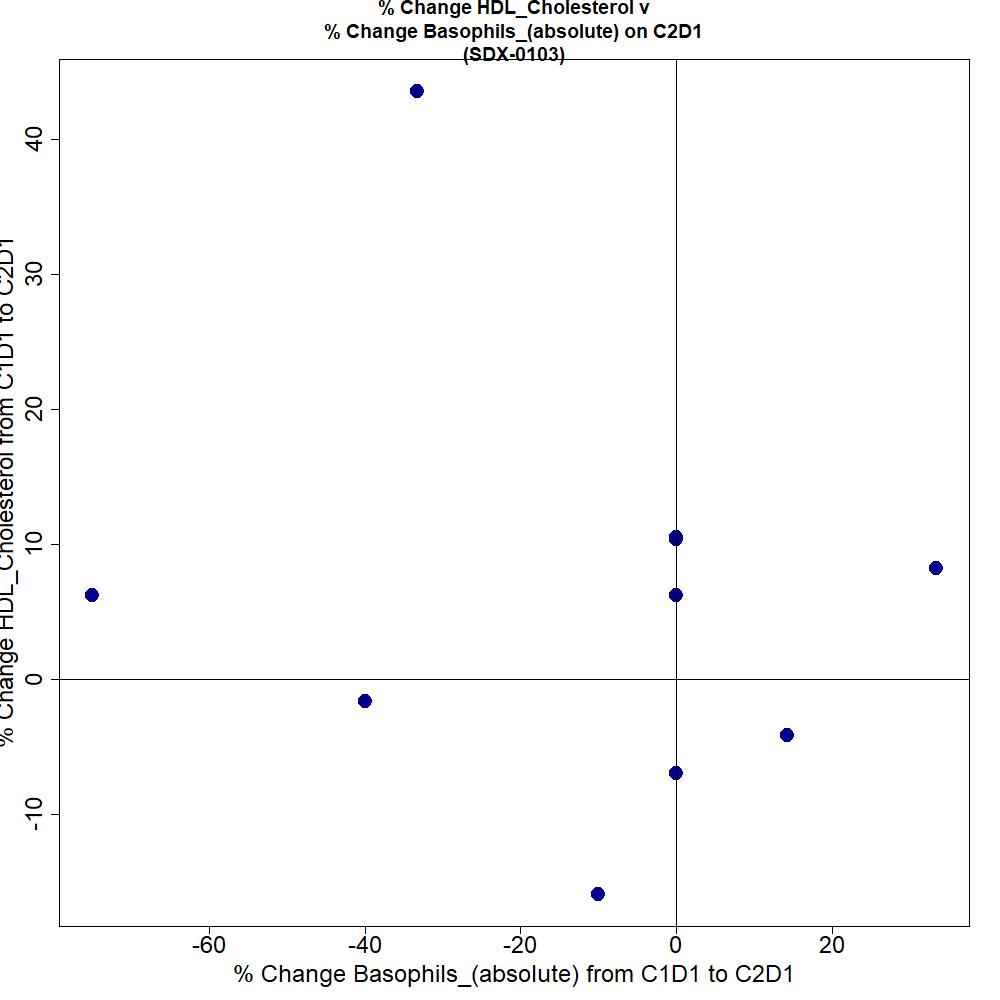 % Change HDL_Cholesterol v
% Change Basophils_(absolute) on C2D1
(SDX-0103)
% Change HDL_Cholesterol from C1D1 to C2D1
40
30
20
10
0
-10
-60
-40
-20
0
20
% Change Basophils_(absolute) from C1D1 to C2D1